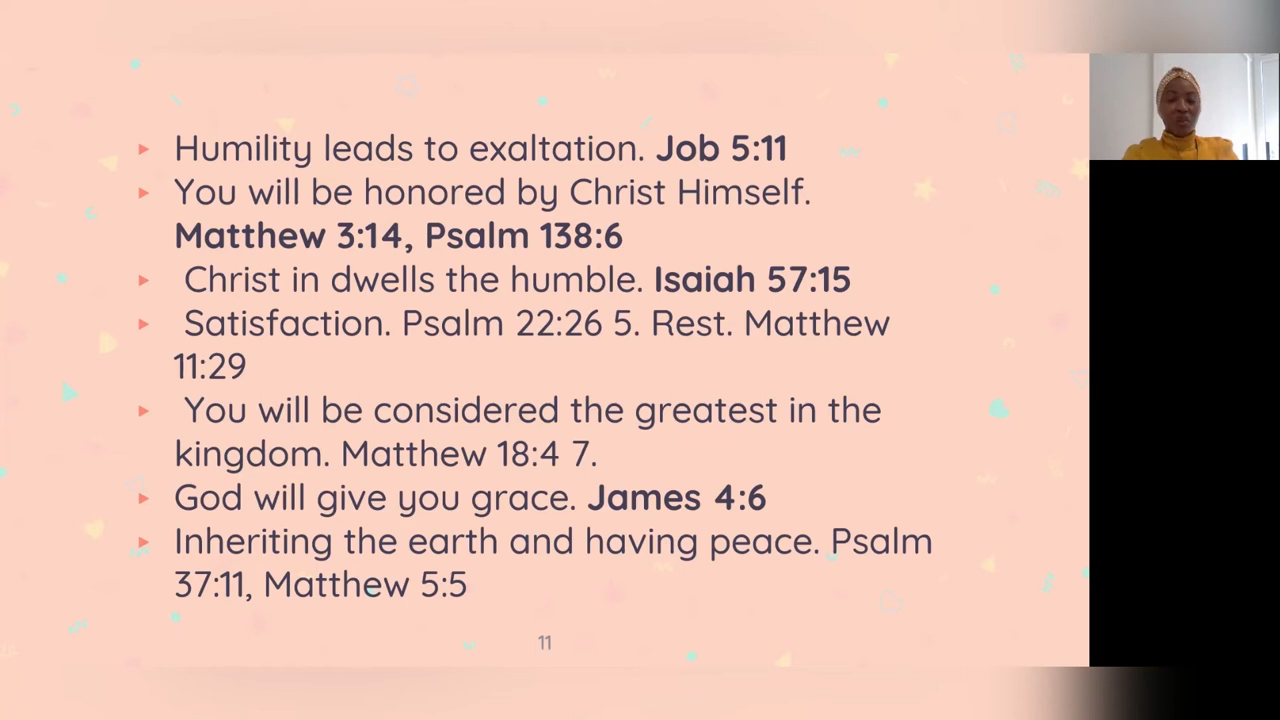 Humility leads to exaltation. Job 5:11
You will be honored by Christ Himself.
Matthew 3:14, Psalm 138:6
Christ in dwells the humble. Isaiah 57:15
Satisfaction. Psalm 22:26 5. Rest. Matthew
11:29
You will be considered the greatest in the
kingdom. Matthew 18:4 7.
God will give you grace. James 4:6
Inheriting the earth and having peace. Psalm
37:11, Matthew 5:5
11